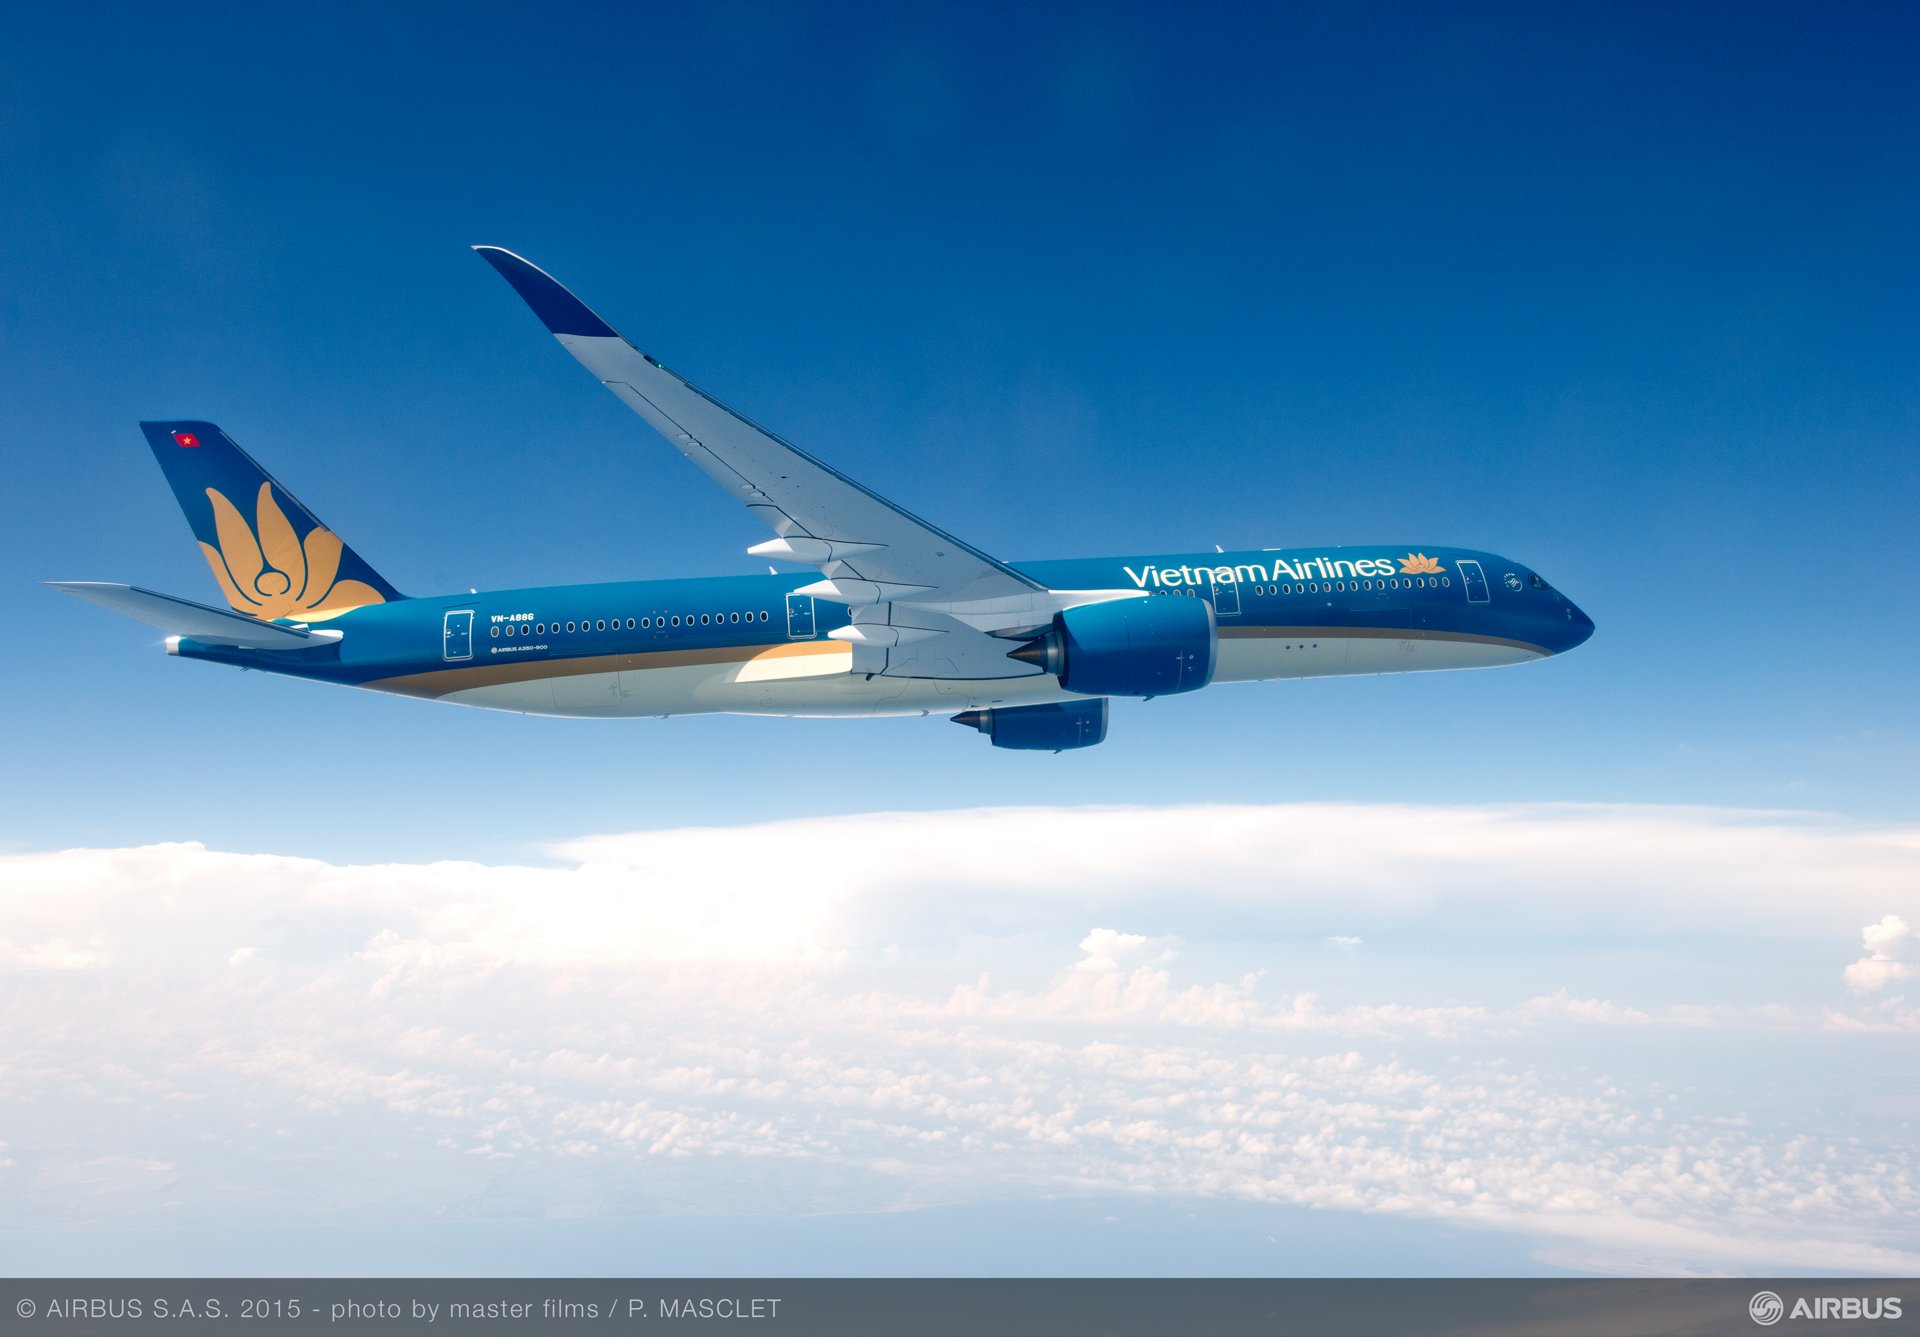 Vietnam Airlines
VN-A886
AIRBUS A350-900
© AIRBUS S.A.S. 2015 - photo by master films / P. MASCLET
AIRBUS